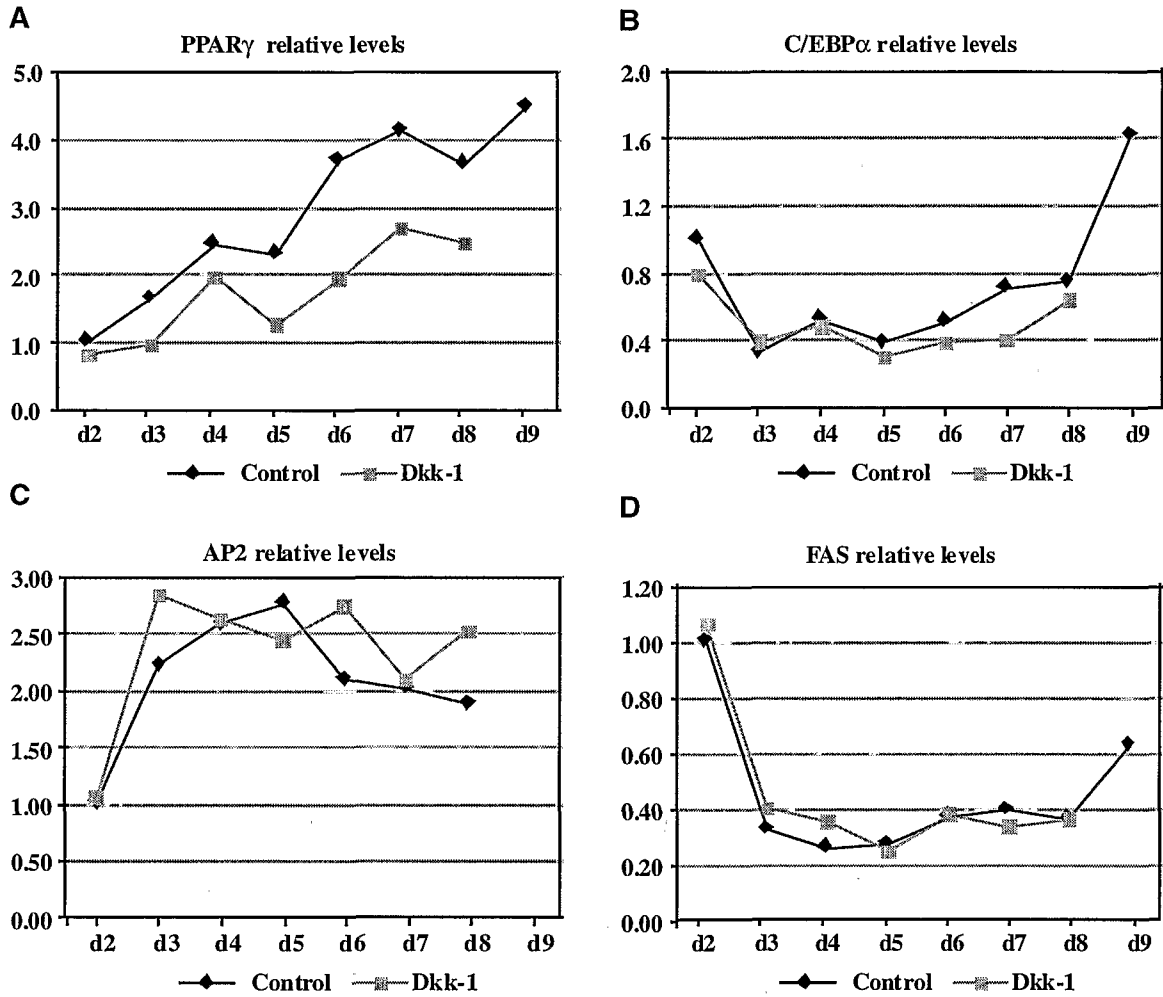 A
PPARγ relative levels
5.0
4.0
3.0
2.0
1.0
0.0
d2 d3 d4 d5 d6 d7 d8 d9
Control Dkk-1
B
C/EBPα relative levels
2.0
1.6
1.2
0.8
0.4
0.0
d2 d3 d4 d5 d6 d7 d8 d9
Control Dkk-1
C
AP2 relative levels
3.00
2.50
2.00
1.50
1.00
0.50
0.00
d2 d3 d4 d5 d6 d7 d8 d9
Control Dkk-1
D
FAS relative levels
1.20
1.00
0.80
0.60
0.40
0.20
0.00
d2 d3 d4 d5 d6 d7 d8 d9
Control Dkk-1